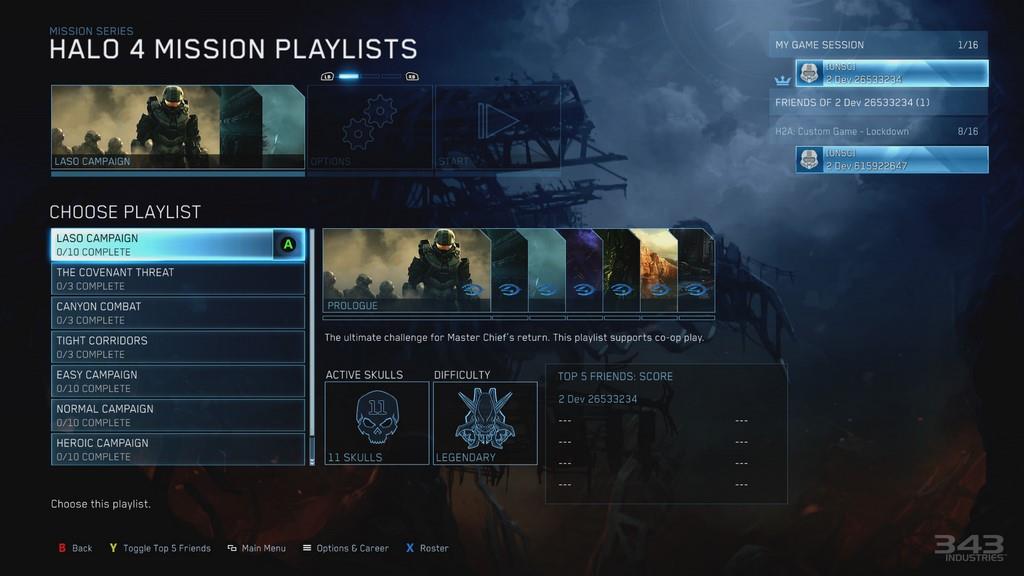 MISSION SERIES
HALO 4 MISSION PLAYLISTS
LB RB
LASO CAMPAIGN
OPTIONS
START
MY GAME SESSION 1/16
[UNSC]
2 Dev 26533234
FRIENDS OF 2 Dev 26533234 (1)
H2A: Custom Game - Lockdown 8/16
[UNSC]
2 Dev 615922647
CHOOSE PLAYLIST
LASO CAMPAIGN
0/10 COMPLETE
A
THE COVENANT THREAT
0/3 COMPLETE
CANYON COMBAT
0/3 COMPLETE
TIGHT CORRIDORS
0/3 COMPLETE
EASY CAMPAIGN
0/10 COMPLETE
NORMAL CAMPAIGN
0/10 COMPLETE
HEROIC CAMPAIGN
0/10 COMPLETE
PROLOGUE
The ultimate challenge for Master Chief's return. This playlist supports co-op play.
ACTIVE SKULLS
11
11 SKULLS
DIFFICULTY
LEGENDARY
TOP 5 FRIENDS: SCORE
2 Dev 26533234
--- ---
--- ---
--- ---
--- ---
Choose this playlist.
B Back Y Toggle Top 5 Friends Main Menu Options & Career X Roster
343
INDUSTRIES